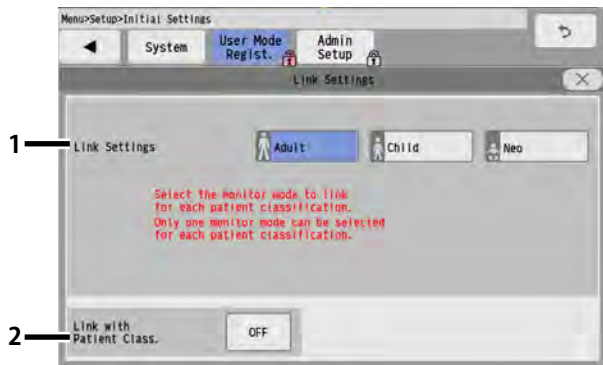 Menu>Setup>Initial Settings
System
User Mode
Regist.
Admin
Setup
Link Settings
1
Link Settings
Adult
Child
Neo
Select the monitor mode to link
for each patient classification.
Only one monitor mode can be selected
for each patient classification.
2
Link with
Patient Class.
OFF